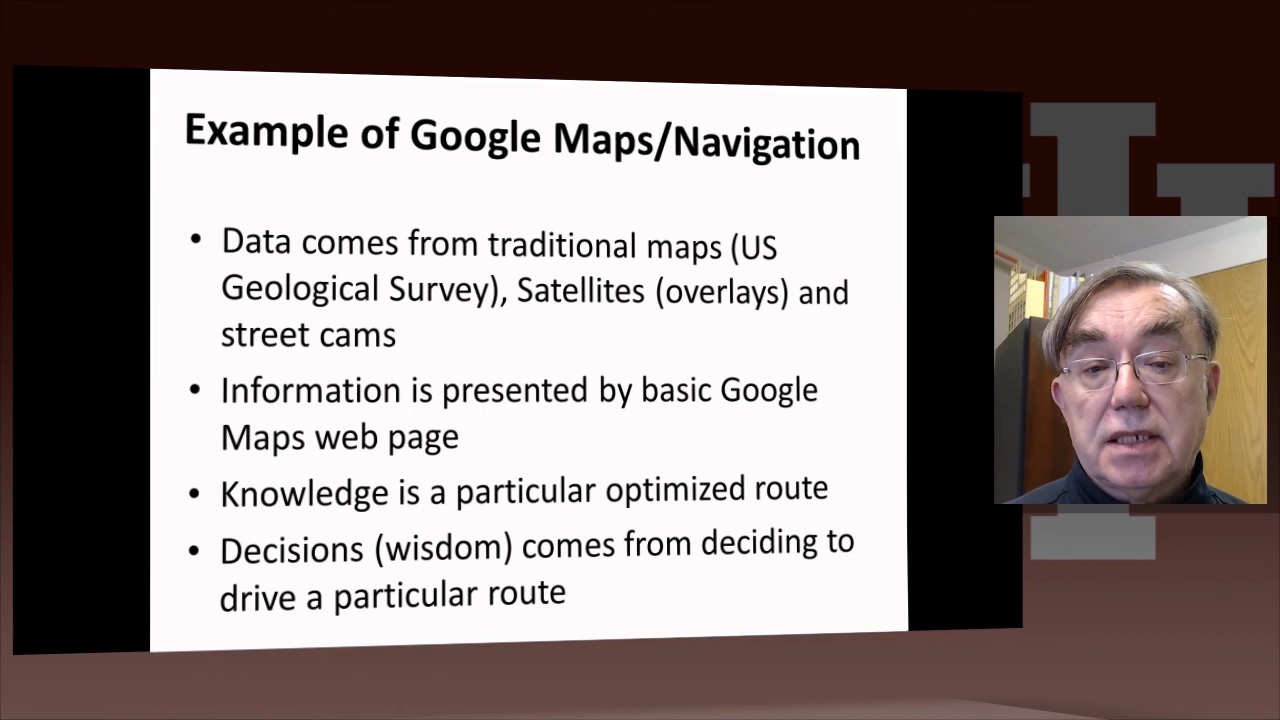 Example of Google Maps/Navigation
• Data comes from traditional maps (US
Geological Survey), Satellites (overlays) and
street cams
• Information is presented by basic Google
Maps web page
• Knowledge is a particular optimized route
• Decisions (wisdom) comes from deciding to
drive a particular route